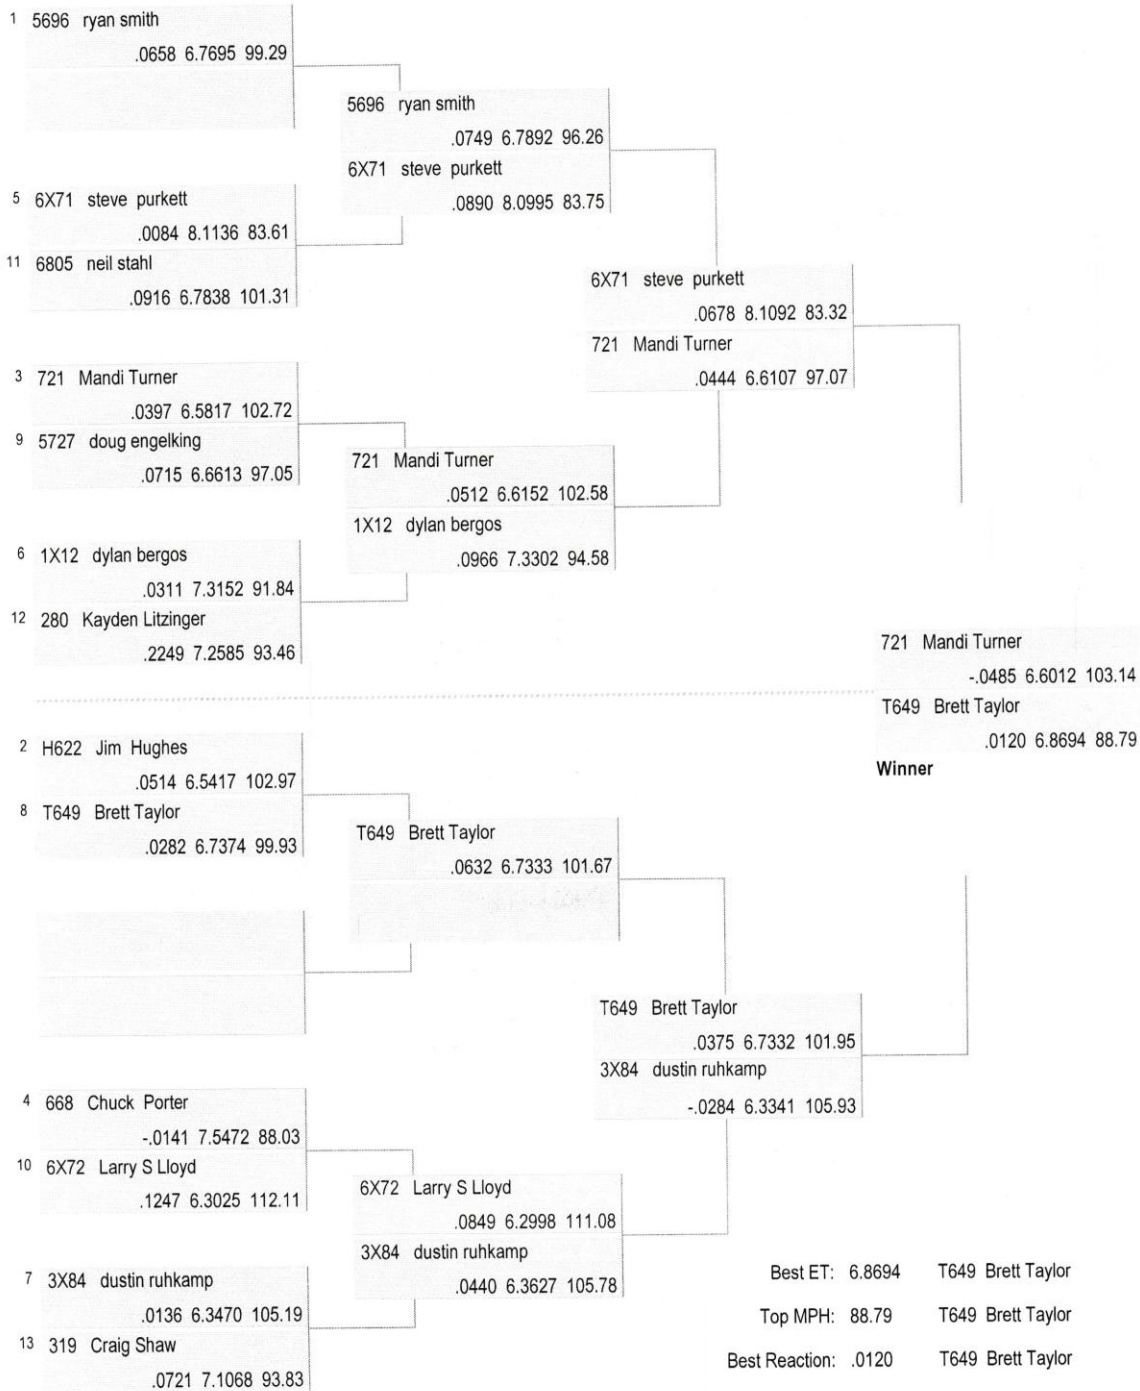 1 5696 ryan smith
.0658 6.7695 99.29
5696 ryan smith
.0749 6.7892 96.26
6X71 steve purkett
.0890 8.0995 83.75
5 6X71 steve purkett
.0084 8.1136 83.61
11 6805 neil stahl
.0916 6.7838 101.31
6X71 steve purkett
.0678 8.1092 83.32
721 Mandi Turner
.0444 6.6107 97.07
3 721 Mandi Turner
.0397 6.5817 102.72
9 5727 doug engelking
.0715 6.6613 97.05
721 Mandi Turner
.0512 6.6152 102.58
1X12 dylan bergos
.0966 7.3302 94.58
6 1X12 dylan bergos
.0311 7.3152 91.84
12 280 Kayden Litzinger
.2249 7.2585 93.46
721 Mandi Turner
-.0485 6.6012 103.14
T649 Brett Taylor
.0120 6.8694 88.79
Winner
2 H622 Jim Hughes
.0514 6.5417 102.97
8 T649 Brett Taylor
.0282 6.7374 99.93
T649 Brett Taylor
.0632 6.7333 101.67
T649 Brett Taylor
.0375 6.7332 101.95
3X84 dustin ruhkamp
-.0284 6.3341 105.93
4 668 Chuck Porter
-.0141 7.5472 88.03
10 6X72 Larry S Lloyd
.1247 6.3025 112.11
6X72 Larry S Lloyd
.0849 6.2998 111.08
3X84 dustin ruhkamp
.0440 6.3627 105.78
7 3X84 dustin ruhkamp
.0136 6.3470 105.19
13 319 Craig Shaw
.0721 7.1068 93.83
Best ET: 6.8694 T649 Brett Taylor
Top MPH: 88.79 T649 Brett Taylor
Best Reaction: .0120 T649 Brett Taylor